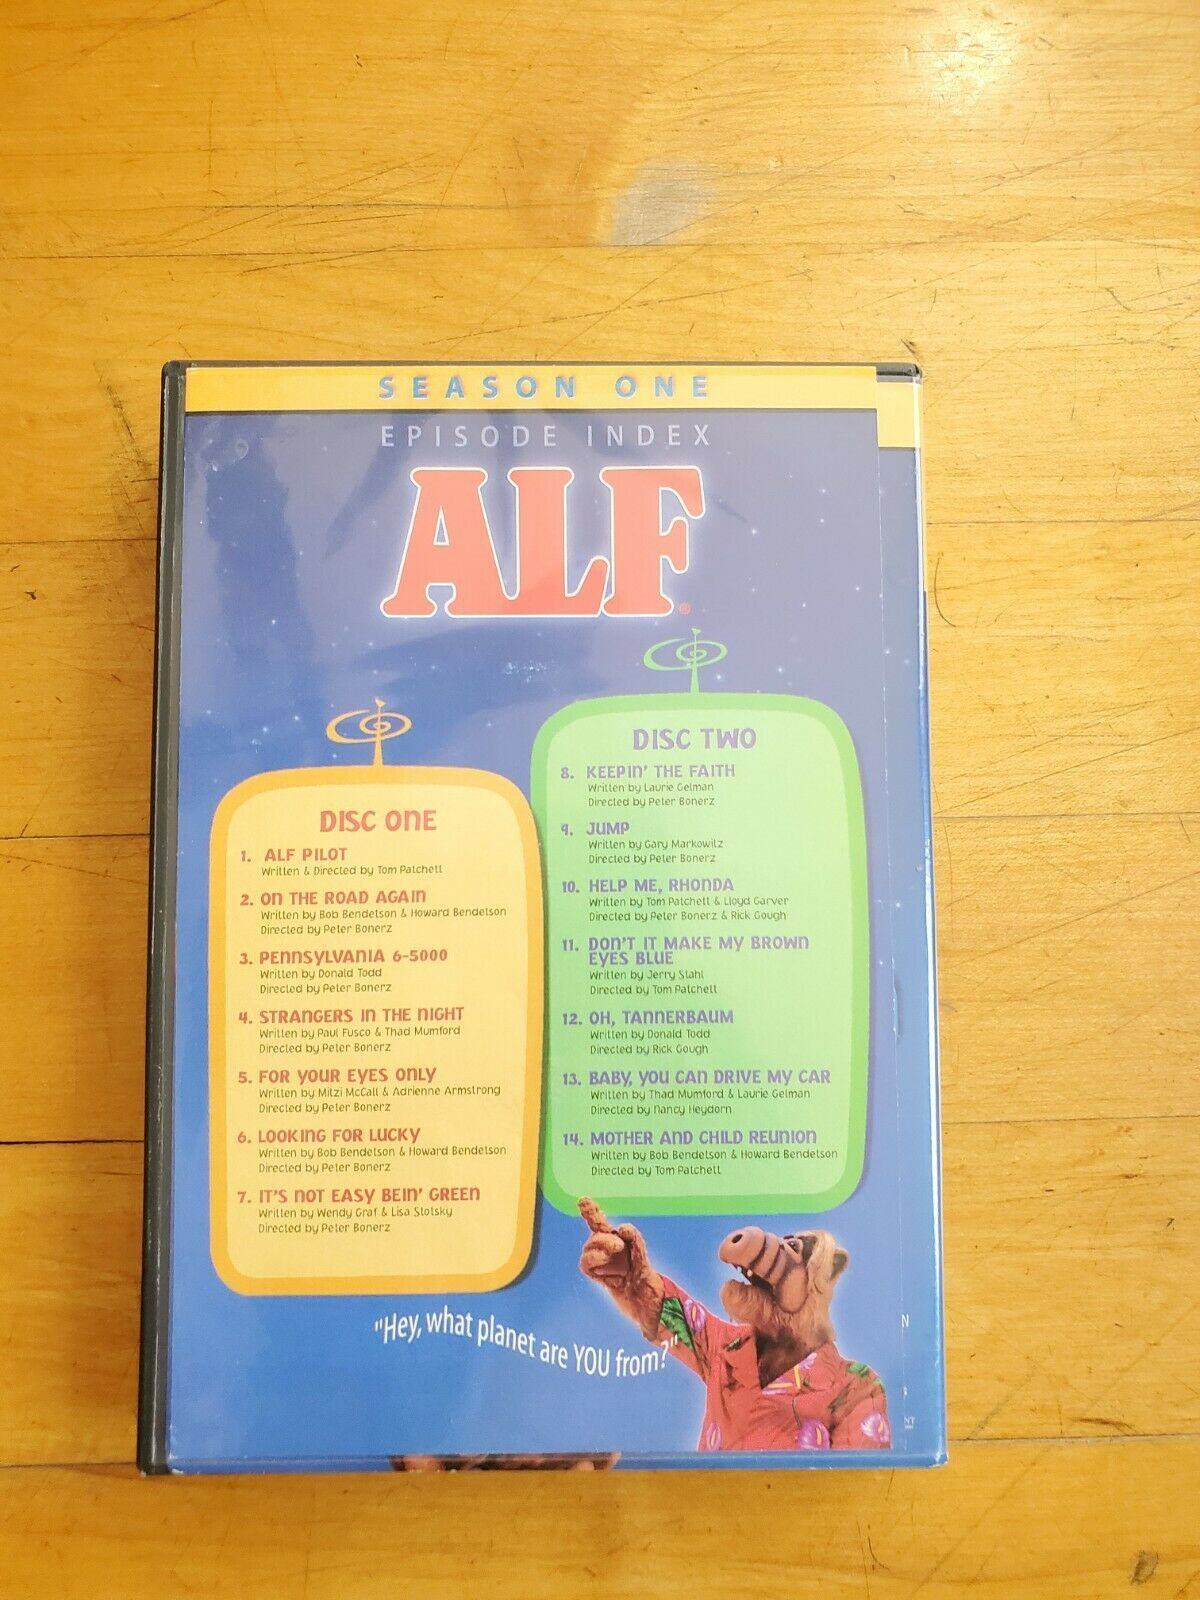 SEASON ONE
EPISODE INDEX
ALF®
DISC ONE
1. ALF PILOT
Written & Directed by Tom Patchett
2. ON THE ROAD AGAIN
Written by Bob Bendetson & Howard Bendetson
Directed by Peter Bonerz
3. PENNSYLVANIA 6-5000
Written by Donald Todd
Directed by Peter Bonerz
4. STRANGERS IN THE NIGHT
Written by Paul Fusco & Thad Mumford
Directed by Peter Bonerz
5. FOR YOUR EYES ONLY
Written by Mitzi McCall & Adrienne Armstrong
Directed by Peter Bonerz
6. LOOKING FOR LUCKY
Written by Bob Bendetson & Howard Bendetson
Directed by Peter Bonerz
7. IT'S NOT EASY BEIN' GREEN
Written by Wendy Graf & Lisa Stotsky
Directed by Peter Bonerz
DISC TWO
8. KEEPIN' THE FAITH
Written by Laurie Gelman
Directed by Peter Bonerz
9. JUMP
Written by Gary Markowitz
Directed by Peter Bonerz
10. HELP ME, RHONDA
Written by Tom Patchett & Lloyd Garver
Directed by Peter Bonerz & Rick Gough
11. DON'T IT MAKE MY BROWN
EYES BLUE
Written by Jerry Stahl
Directed by Tom Patchett
12. OH, TANNERBAUM
Written by Donald Todd
Directed by Rick Gough
13. BABY, YOU CAN DRIVE MY CAR
Written by Thad Mumford & Laurie Gelman
Directed by Nancy Heydorn
14. MOTHER AND CHILD REUNION
Written by Bob Bendetson & Howard Bendetson
Directed by Tom Patchett
"Hey, what planet are YOU from?"
N
NT